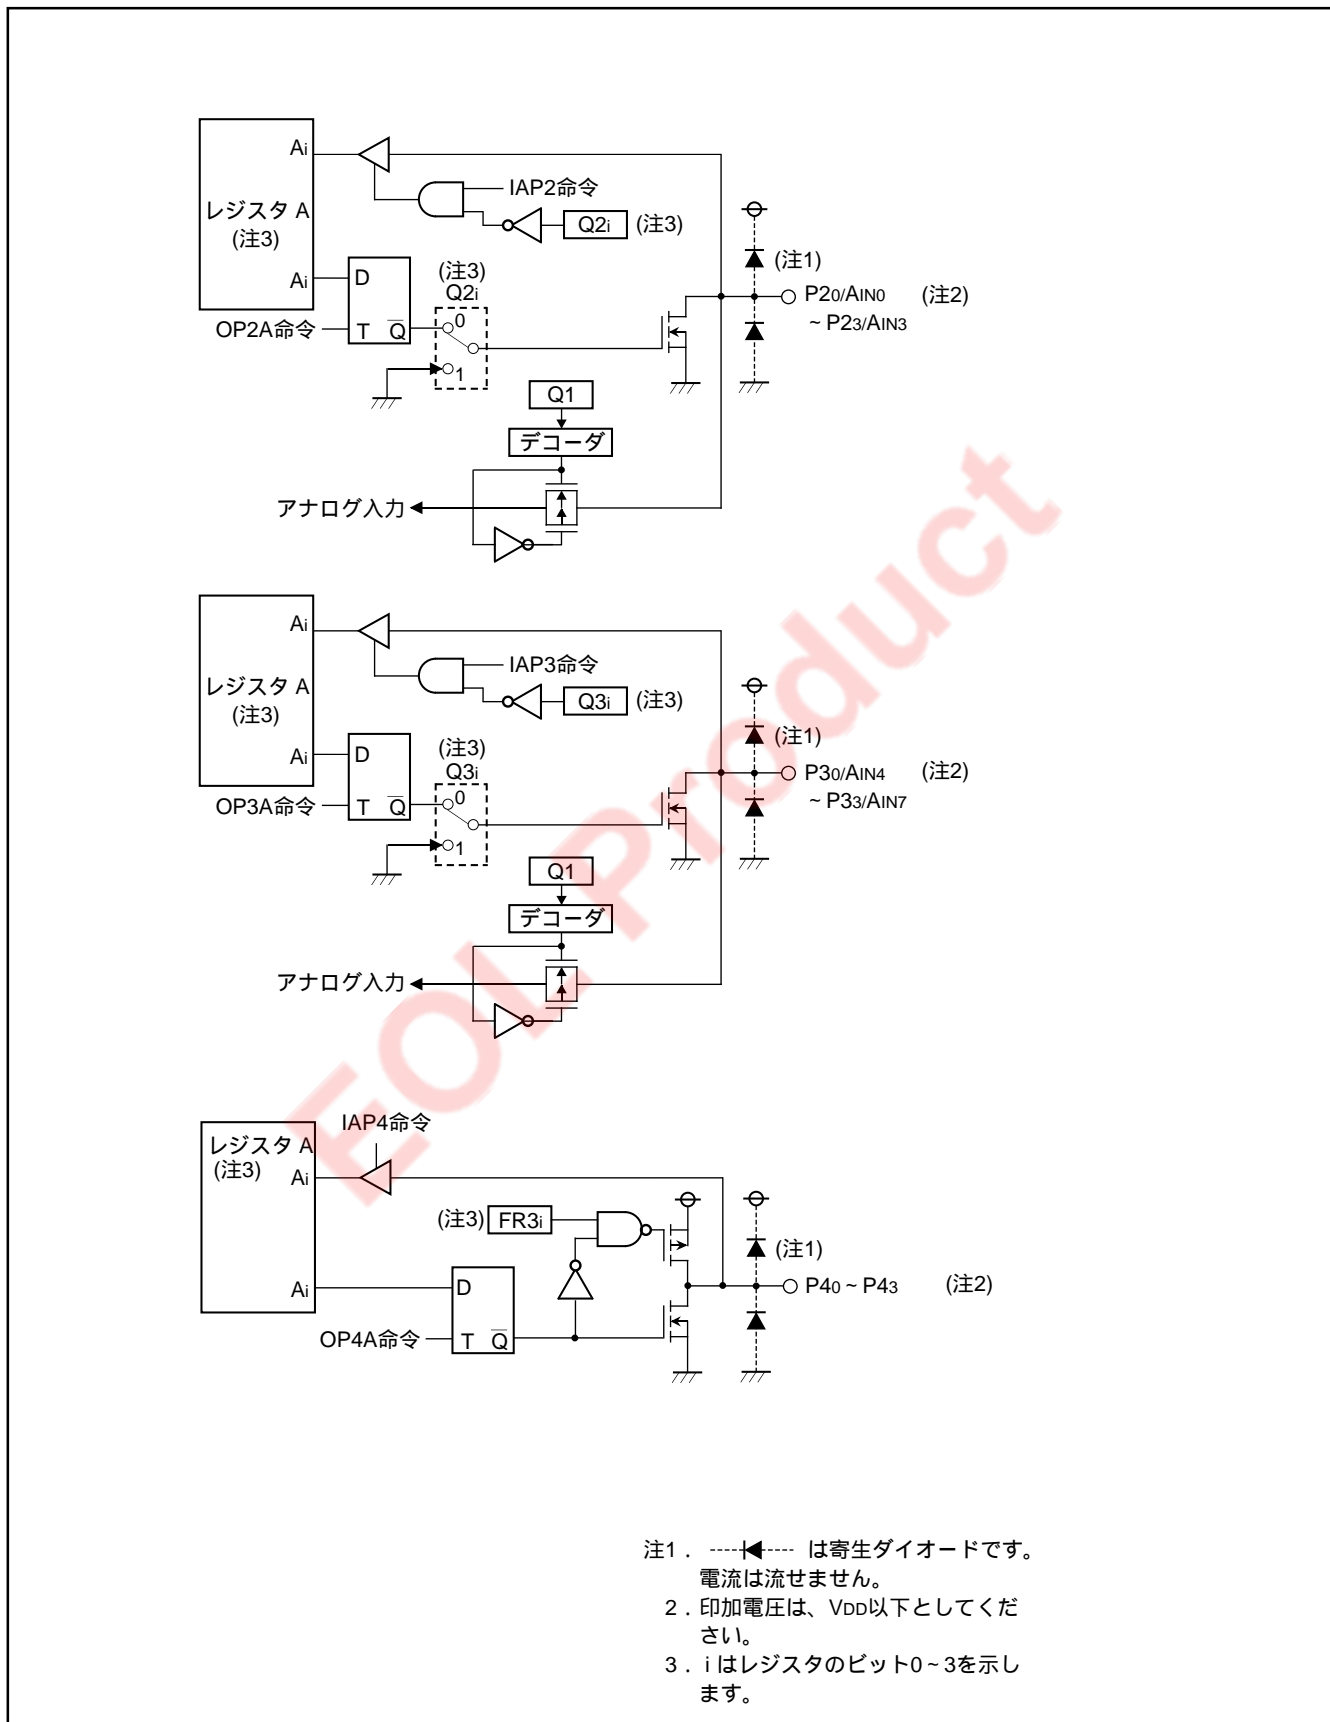 Ai
IAP2命令
レジスタ A
(注3)
Q2i (注3)
Ai
D
(注3)
Q2i
(注1)
OP2A命令
T Q̅
0
1
P20/AIN0 (注2)
~ P23/AIN3
Q1
デコーダ
アナログ入力
Ai
IAP3命令
レジスタ A
(注3)
Q3i (注3)
Ai
D
(注3)
Q3i
(注1)
OP3A命令
T Q̅
0
1
P30/AIN4 (注2)
~ P33/AIN7
Q1
デコーダ
アナログ入力
IAP4命令
レジスタ A
(注3)
Ai
(注3) FR3i
(注1)
Ai
D
P40 ~ P43 (注2)
OP4A命令
T Q̅
EOL Product
注1. は寄生ダイオードです。
電流は流せません。
2. 印加電圧は、VDD以下としてくだ
さい。
3. i はレジスタのビット0 ~ 3を示し
ます。